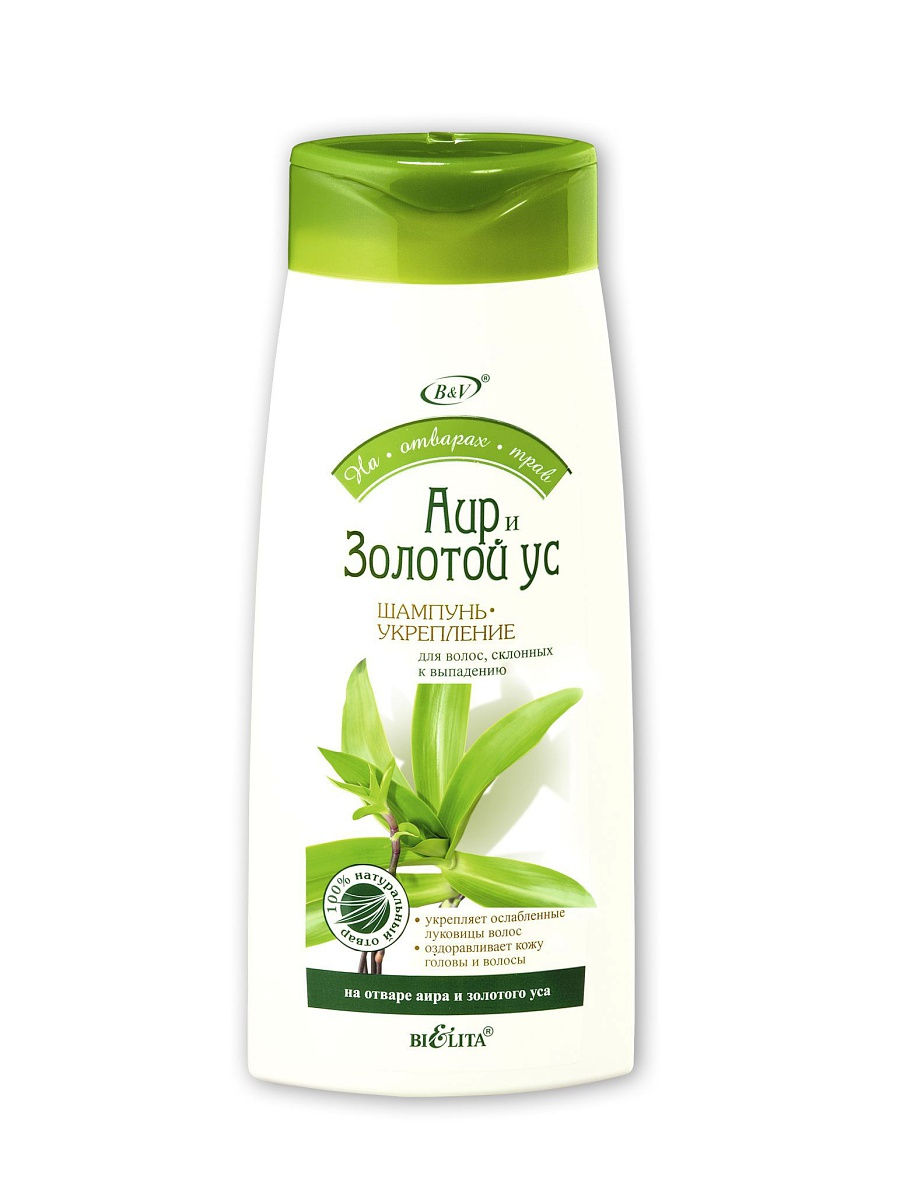 B&V®
На • отварах • трав
Аир и
Золотой ус
ШАМПУНЬ•
УКРЕПЛЕНИЕ
для волос, склонных
к выпадению
100% натуральный отвар
• укрепляет ослабленные
луковицы волос
• оздоравливает кожу
головы и волосы
на отваре аира и золотого уса
BIELITA®